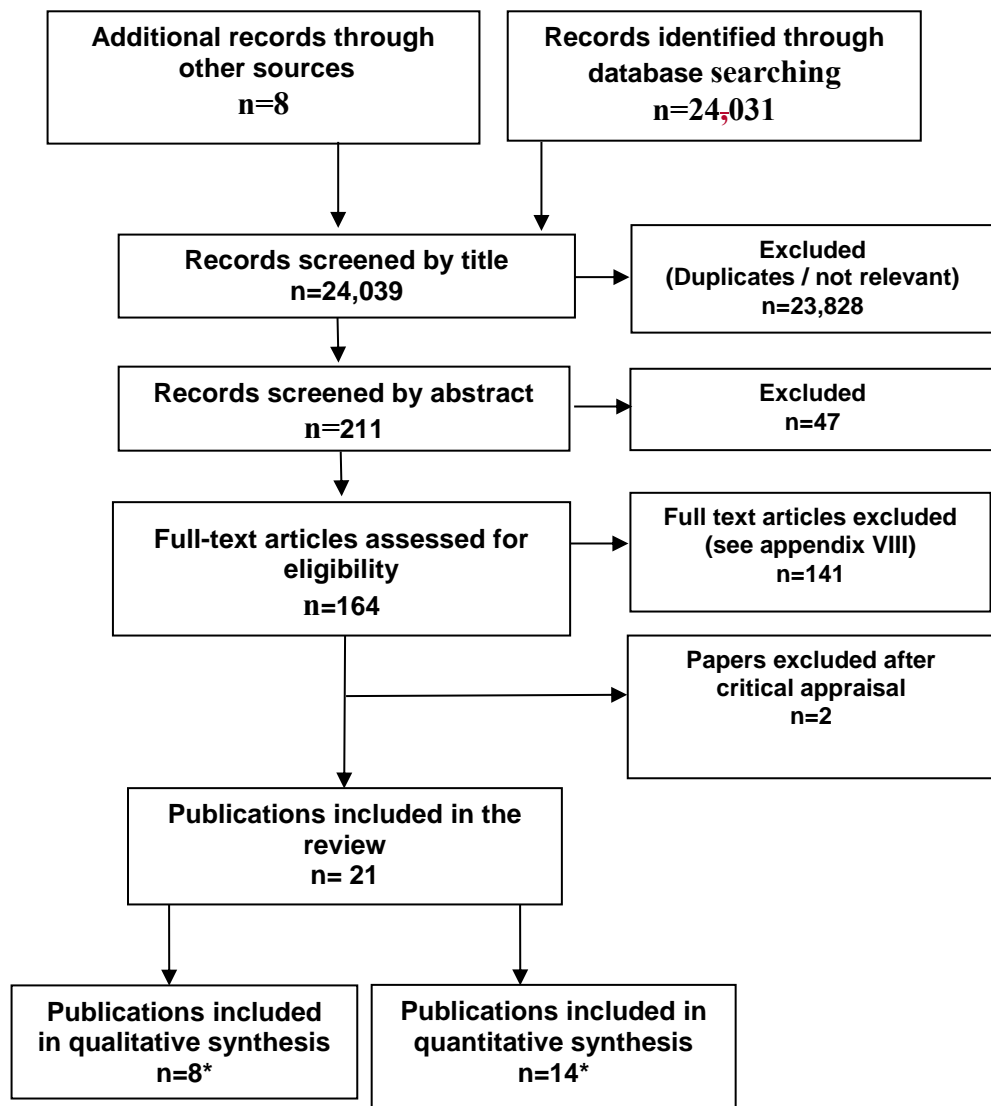 Additional records through
other sources
n=8
Records identified through
database searching
n=24,031
Records screened by title
n=24,039
Excluded
(Duplicates / not relevant)
n=23,828
Records screened by abstract
n=211
Excluded
n=47
Full-text articles assessed for
eligibility
n=164
Full text articles excluded
(see appendix VIII)
n=141
Papers excluded after
critical appraisal
n=2
Publications included in the
review
n= 21
Publications included
in qualitative synthesis
n=8*
Publications included in
quantitative synthesis
n=14*